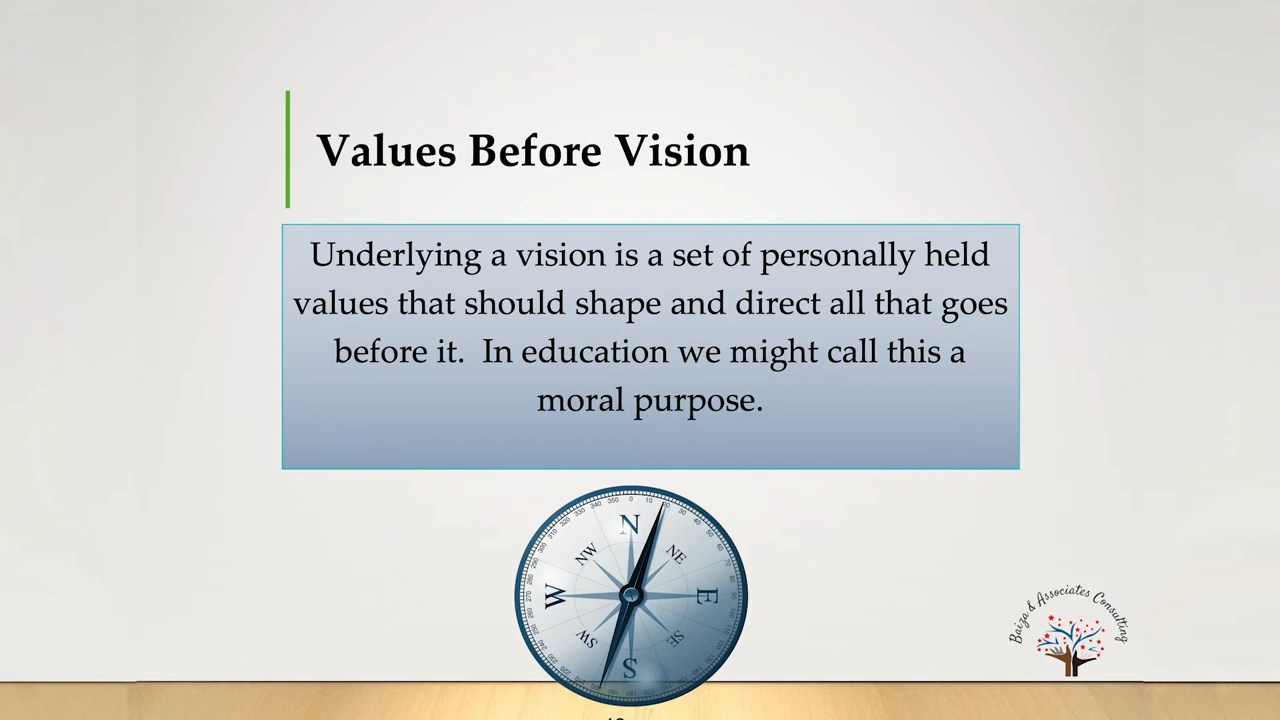 Values Before Vision
Underlying a vision is a set of personally held
values that should shape and direct all that goes
before it.  In education we might call this a
moral purpose.
N
NE
E
SE
S
SW
W
NW
Baiza & Associates Consulting